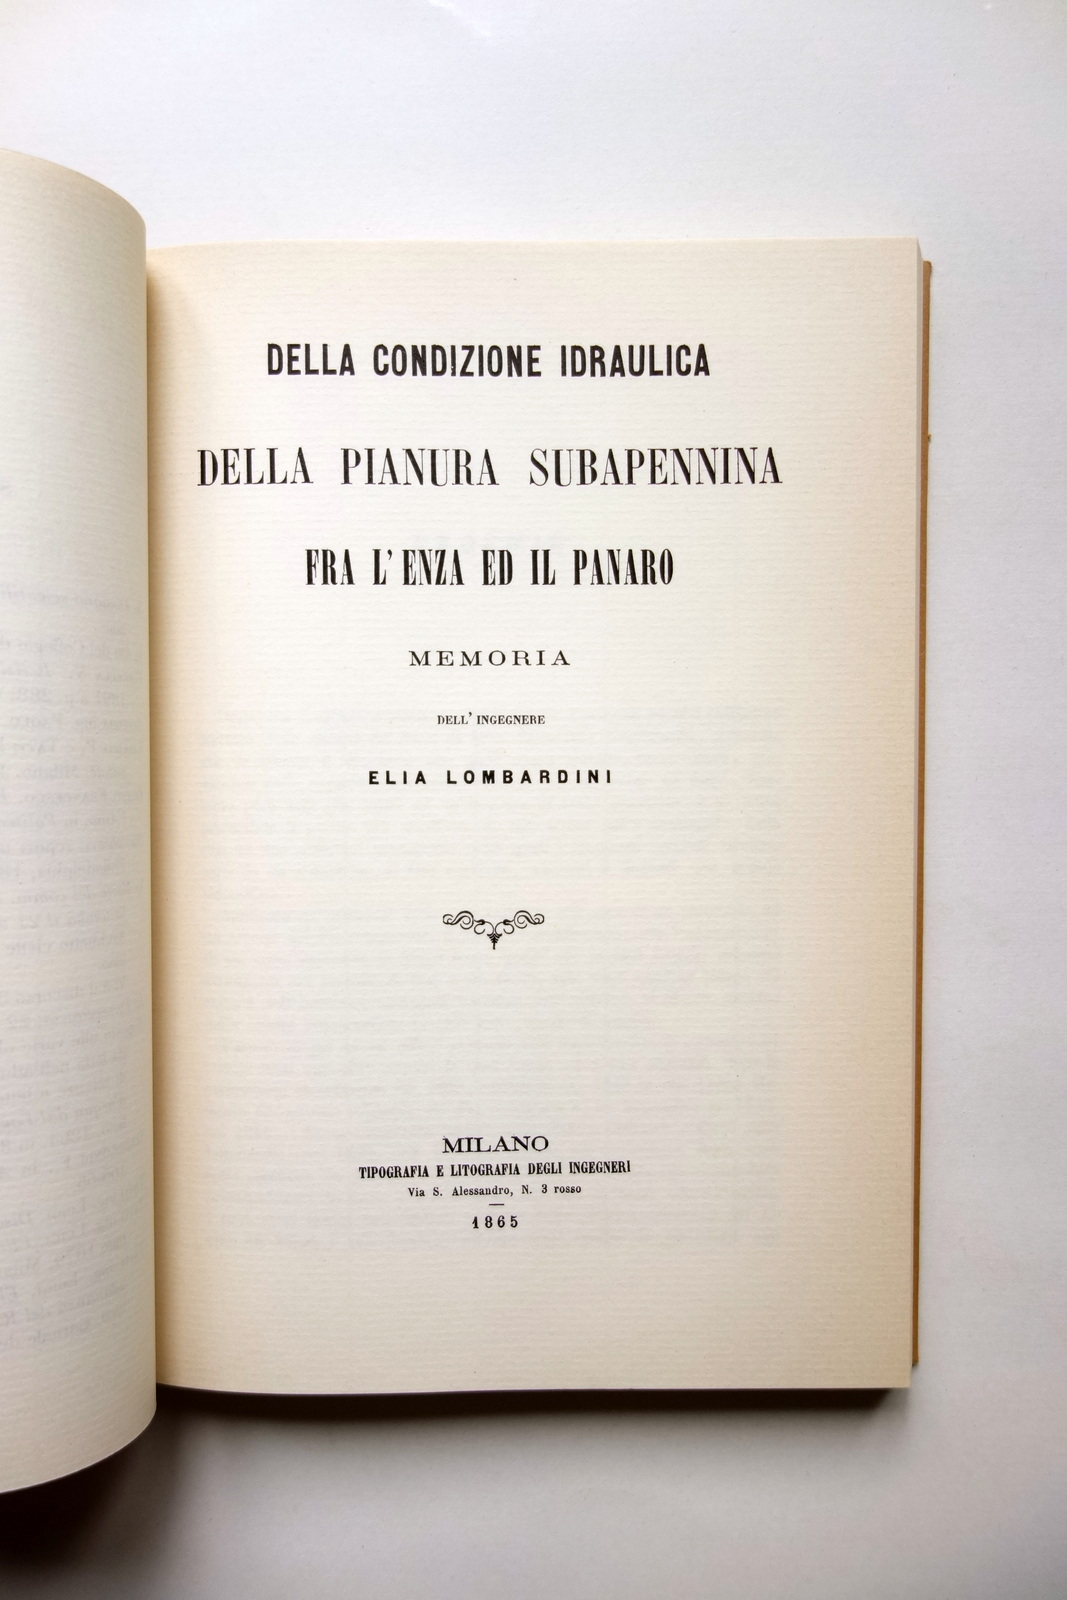 DELLA CONDIZIONE IDRAULICA
DELLA PIANURA SUBAPENNINA
FRA L' ENZA ED IL PANARO
MEMORIA
DELL' INGEGNERE
ELIA LOMBARDINI
MILANO
TIPOGRAFIA E LITOGRAFIA DEGLI INGEGNERI
Via S. Alessandro, N. 3 rosso
1865